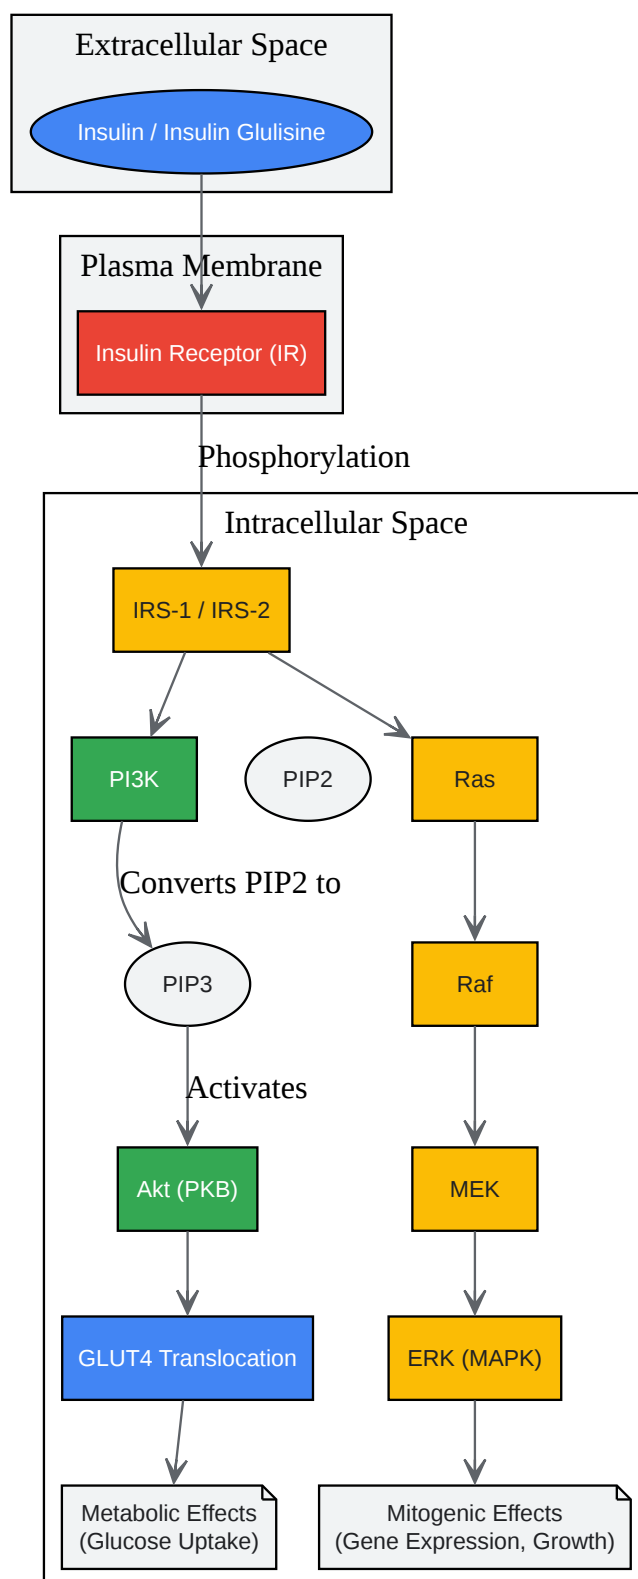 Extracellular Space
Insulin / Insulin Glulisine
Plasma Membrane
Insulin Receptor (IR)
Phosphorylation
Intracellular Space
IRS-1 / IRS-2
PI3K
PIP2
Ras
Converts PIP2 to
PIP3
Raf
Activates
Akt (PKB)
MEK
GLUT4 Translocation
ERK (MAPK)
Metabolic Effects
(Glucose Uptake)
Mitogenic Effects
(Gene Expression, Growth)